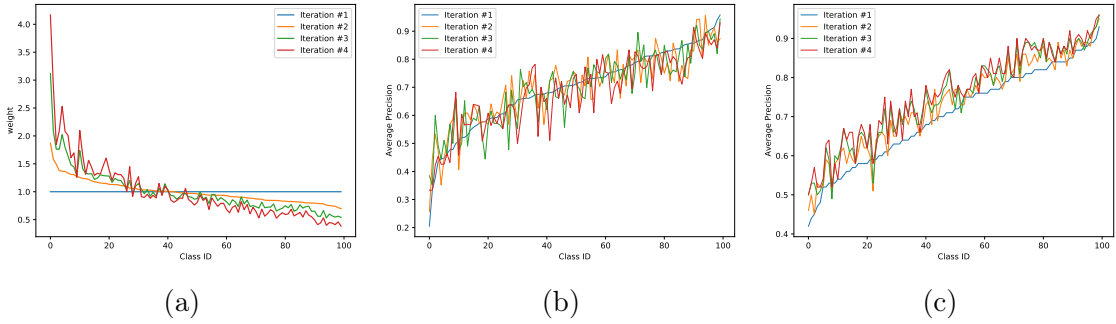 weight
4.0
3.5
3.0
2.5
2.0
1.5
1.0
0.5
0 20 40 60 80 100
Class ID
Iteration #1
Iteration #2
Iteration #3
Iteration #4
(a)
Average Precision
0.9
0.8
0.7
0.6
0.5
0.4
0.3
0.2
0 20 40 60 80 100
Class ID
Iteration #1
Iteration #2
Iteration #3
Iteration #4
(b)
Average Precision
0.9
0.8
0.7
0.6
0.5
0.4
0 20 40 60 80 100
Class ID
Iteration #1
Iteration #2
Iteration #3
Iteration #4
(c)